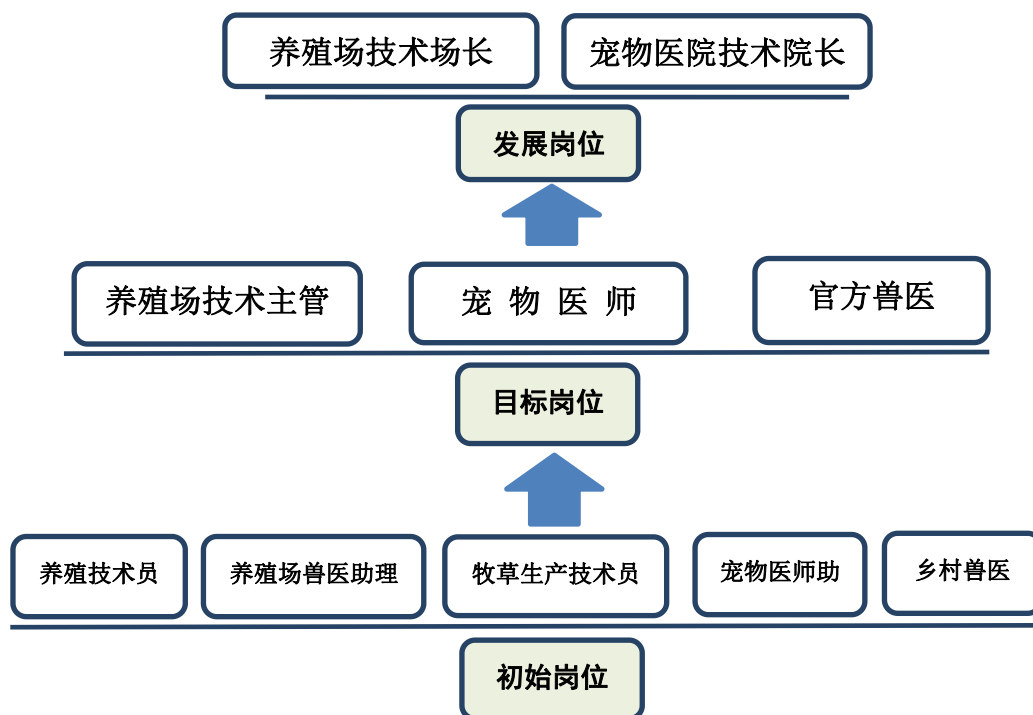 养殖场技术场长
宠物医院技术院长
发展岗位
养殖场技术主管
宠 物 医 师
官方兽医
目标岗位
养殖技术员
养殖场兽医助理
牧草生产技术员
宠物医师助
乡村兽医
初始岗位